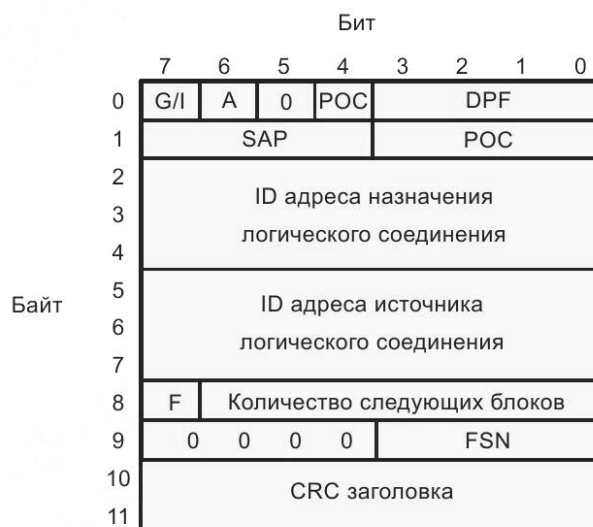 Бит
7 6 5 4 3 2 1 0
0 G/I A 0 POC DPF
1 SAP POC
2
ID адреса назначения
3
логического соединения
4
5
ID адреса источника
Байт 6
логического соединения
7
8 F Количество следующих блоков
9 0 0 0 0 FSN
10
CRC заголовка
11